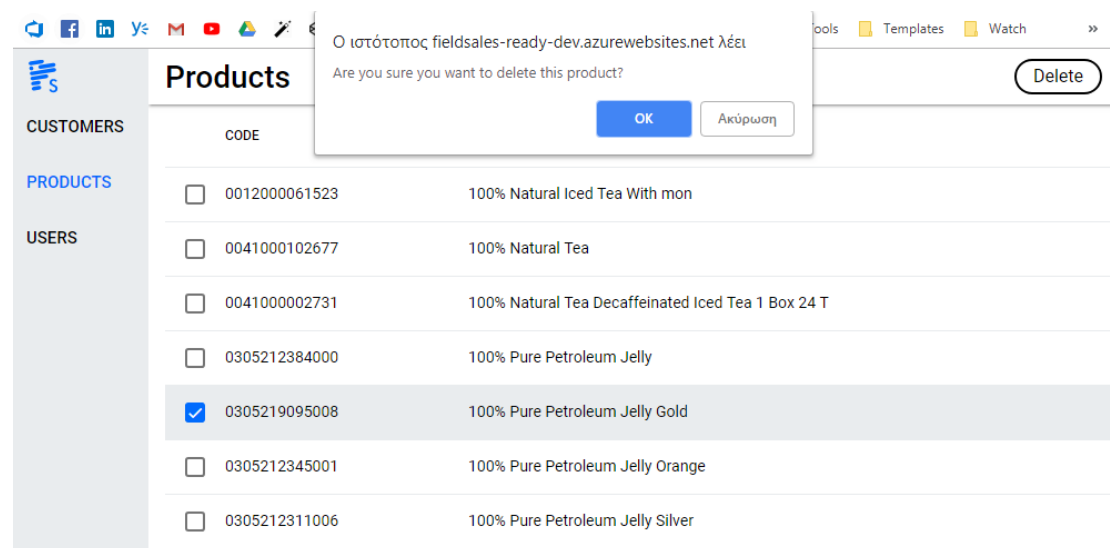 Ο ιστότοπος fieldsales-ready-dev.azurewebsites.net λέει
Are you sure you want to delete this product?
OK
Ακύρωση
Templates
Watch
»
S
Products
Delete
CUSTOMERS
PRODUCTS
USERS
CODE
0012000061523 100% Natural Iced Tea With mon
0041000102677 100% Natural Tea
0041000002731 100% Natural Tea Decaffeinated Iced Tea 1 Box 24 T
0305212384000 100% Pure Petroleum Jelly
0305219095008 100% Pure Petroleum Jelly Gold
0305212345001 100% Pure Petroleum Jelly Orange
0305212311006 100% Pure Petroleum Jelly Silver